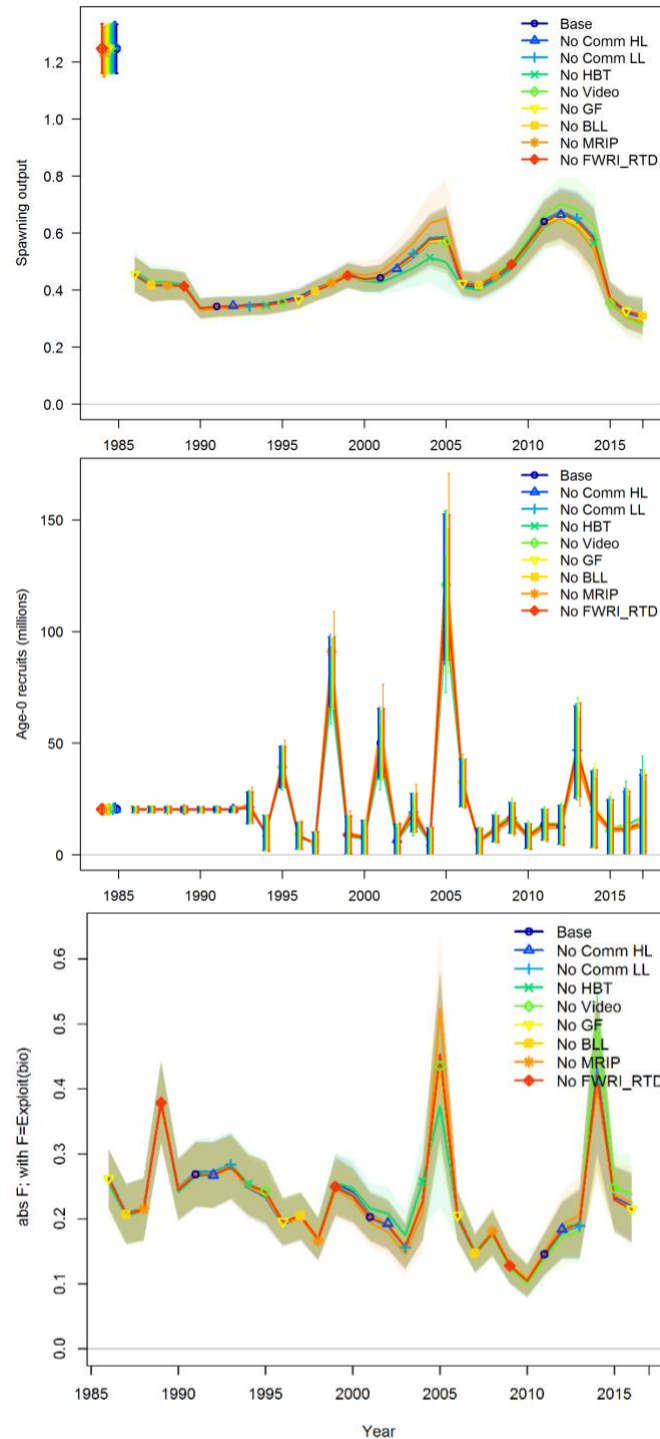 Spawning output
1.2
1.0
0.8
0.6
0.4
0.2
0.0
Base
No Comm HL
No Comm LL
No HBT
No Video
No GF
No BLL
No MRIP
No FWRI_RTD
1985 1990 1995 2000 2005 2010 2015
Age-0 recruits (millions)
150
100
50
0
Base
No Comm HL
No Comm LL
No HBT
No Video
No GF
No BLL
No MRIP
No FWRI_RTD
1985 1990 1995 2000 2005 2010 2015
abs F; with F=Exploit(bio)
0.6
0.5
0.4
0.3
0.2
0.1
0.0
Base
No Comm HL
No Comm LL
No HBT
No Video
No GF
No BLL
No MRIP
No FWRI_RTD
1985 1990 1995 2000 2005 2010 2015
Year